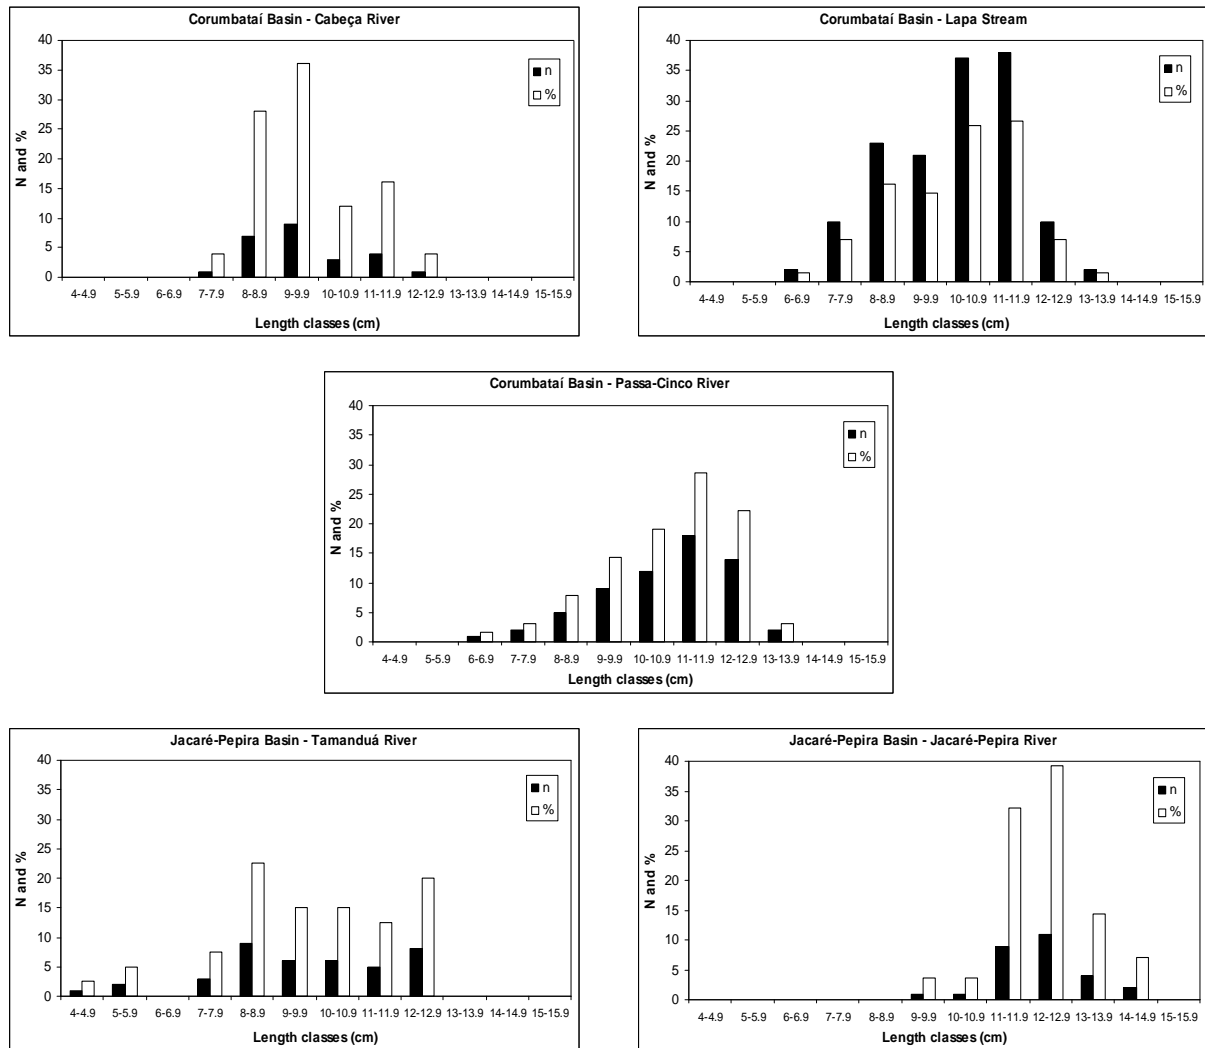 Corumbataí Basin - Cabeça River
40
35
30
25
20
15
10
5
0
N and %
n
%
4-4.9 5-5.9 6-6.9 7-7.9 8-8.9 9-9.9 10-10.9 11-11.9 12-12.9 13-13.9 14-14.9 15-15.9
Length classes (cm)
Corumbataí Basin - Lapa Stream
40
35
30
25
20
15
10
5
0
N and %
n
%
4-4.9 5-5.9 6-6.9 7-7.9 8-8.9 9-9.9 10-10.9 11-11.9 12-12.9 13-13.9 14-14.9 15-15.9
Length classes (cm)
Corumbataí Basin - Passa-Cinco River
40
35
30
25
20
15
10
5
0
N and %
n
%
4-4.9 5-5.9 6-6.9 7-7.9 8-8.9 9-9.9 10-10.9 11-11.9 12-12.9 13-13.9 14-14.9 15-15.9
Length classes (cm)
Jacaré-Pepira Basin - Tamanduá River
40
35
30
25
20
15
10
5
0
N and %
n
%
4-4.9 5-5.9 6-6.9 7-7.9 8-8.9 9-9.9 10-10.9 11-11.9 12-12.9 13-13.9 14-14.9 15-15.9
Length classes (cm)
Jacaré-Pepira Basin - Jacaré-Pepira River
40
35
30
25
20
15
10
5
0
N and %
n
%
4-4.9 5-5.9 6-6.9 7-7.9 8-8.9 9-9.9 10-10.9 11-11.9 12-12.9 13-13.9 14-14.9 15-15.9
Length classes (cm)